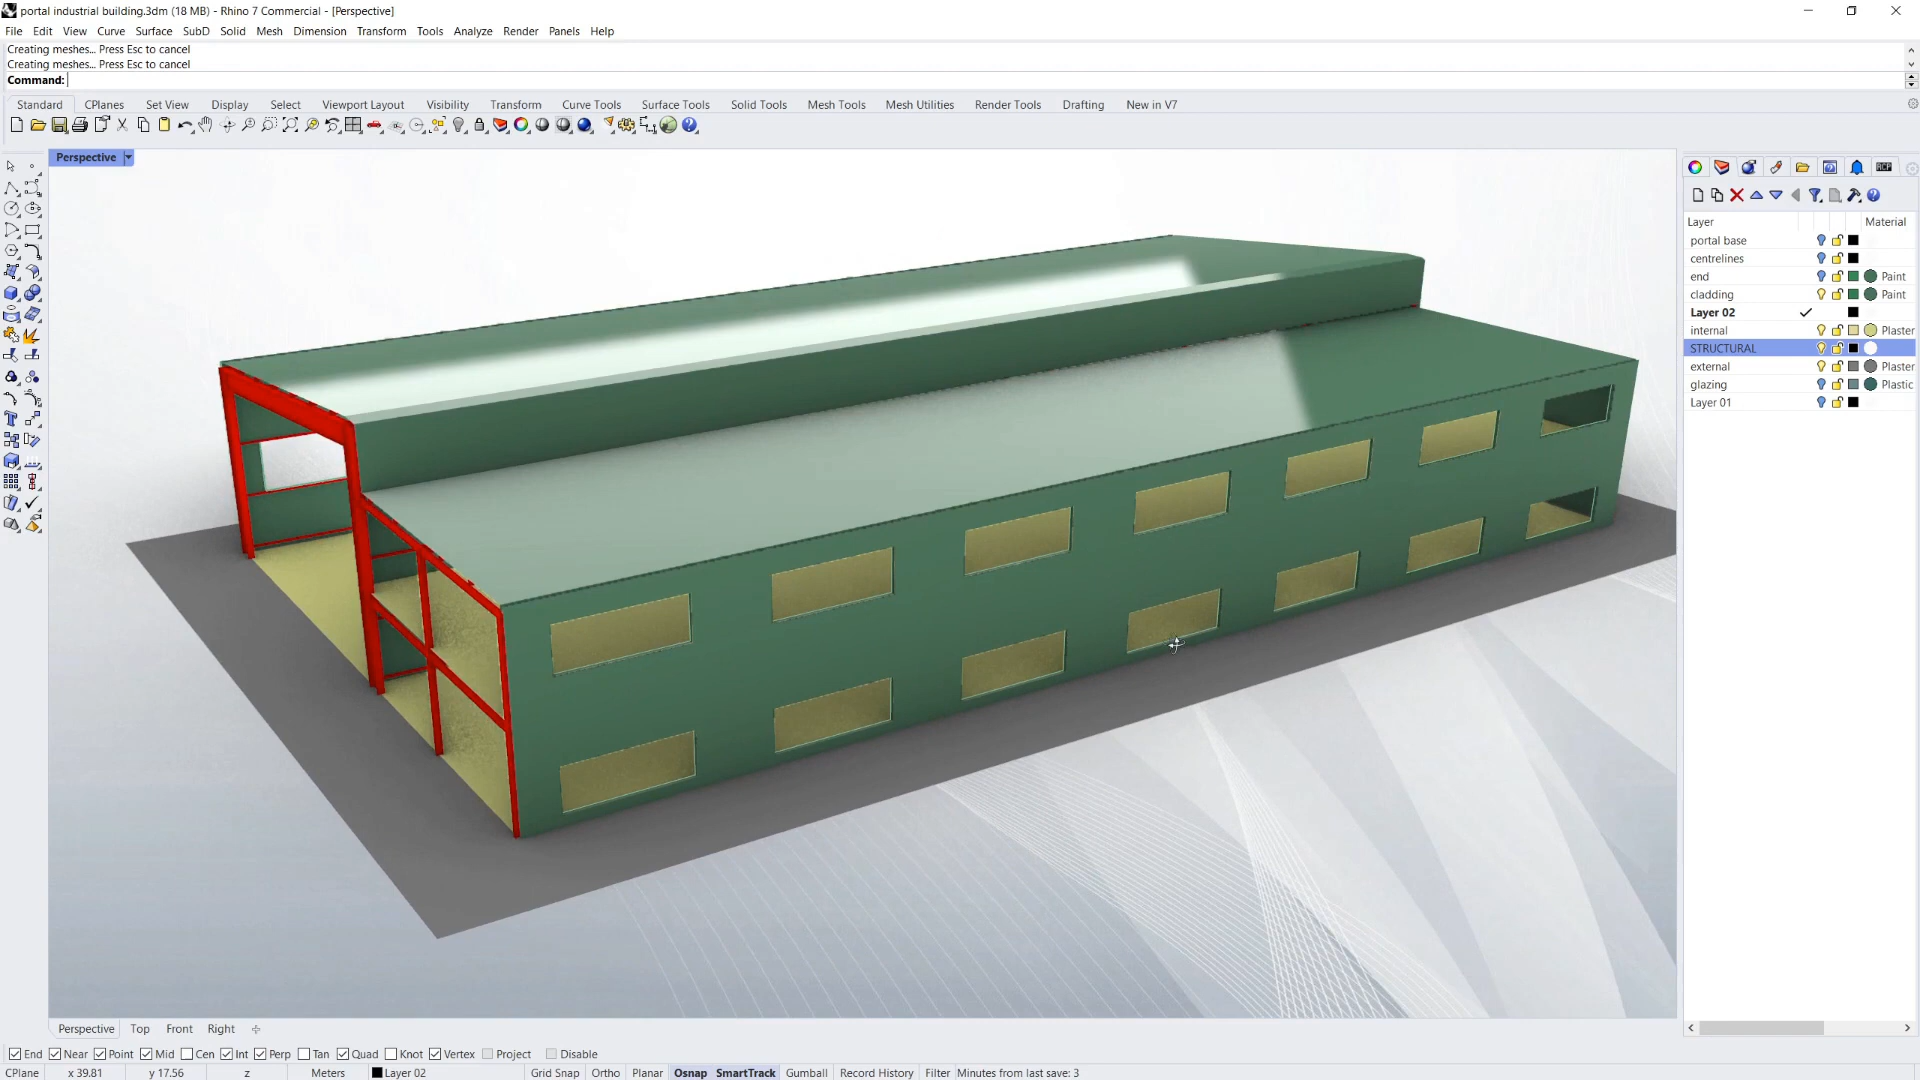 portal industrial building.3dm (18 MB) - Rhino 7 Commercial - [Perspective]
File Edit View Curve Surface SubD Solid Mesh Dimension Transform Tools Analyze Render Panels Help
Creating meshes... Press Esc to cancel
Creating meshes... Press Esc to cancel
Command:
Standard CPlanes Set View Display Select Viewport Layout Visibility Transform Curve Tools Surface Tools Solid Tools Mesh Tools Mesh Utilities Render Tools Drafting New in V7
Perspective
RCP
Layer Material
portal base
centrelines
end Paint
cladding Paint
Layer 02
internal Plaster
STRUCTURAL
external Plaster
glazing Plastic
Layer 01
Perspective Top Front Right
End Near Point Mid Cen Int Perp Tan Quad Knot Vertex Project Disable
CPlane x 39.81 y 17.56 z Meters Layer 02 Grid Snap Ortho Planar Osnap SmartTrack Gumball Record History Filter Minutes from last save: 3